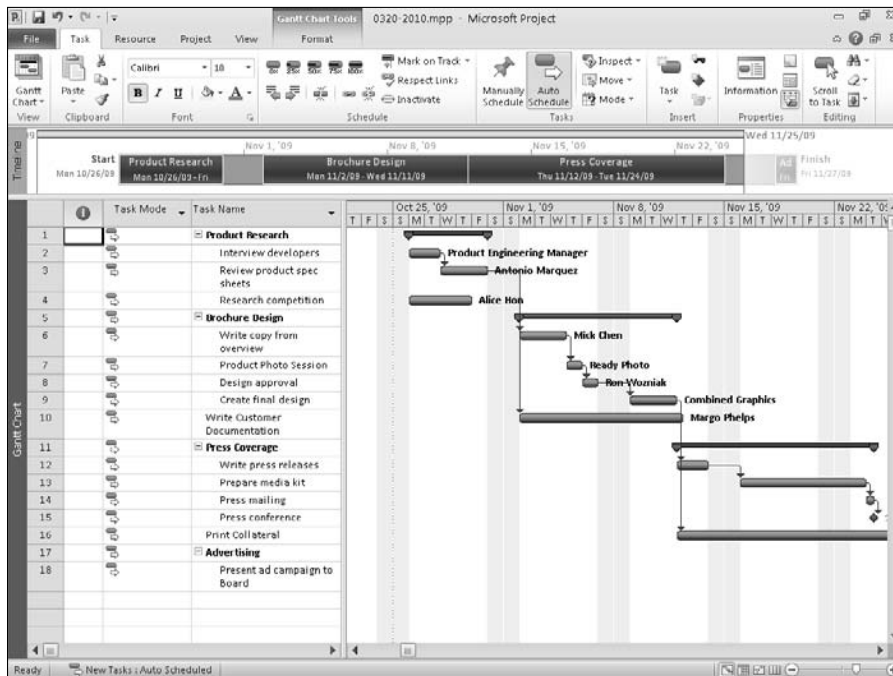 Gantt Chart Tools
0320-2010.mpp - Microsoft Project
File Task Resource Project View Format
Gantt Chart
View
Paste
Clipboard
Calibri 10
B I U A
Font
0% 25% 50% 75% 100%
Mark on Track
Respect Links
Inactivate
Schedule
Manually Schedule
Auto Schedule
Inspect
Move
Mode
Tasks
Task
Insert
Information
Properties
Scroll to Task
Editing
Timeline
Nov 1, '09 Nov 8, '09 Nov 15, '09 Nov 22, '09 Wed 11/25/09
Start
Mon 10/26/09
Product Research
Mon 10/26/09-Fri
Brochure Design
Mon 11/2/09 - Wed 11/11/09
Press Coverage
Thu 11/12/09 - Tue 11/24/09
Ad
Fri
Finish
Fri 11/27/09
Gantt Chart
Task Mode Task Name
Oct 25, '09 Nov 1, '09 Nov 8, '09 Nov 15, '09 Nov 22, '09
T F S S M T W T F S S M T W T F S S M T W T F S S M T W T F S S M T W
1 Product Research
2 Interview developers Product Engineering Manager
3 Review product spec sheets Antonio Marquez
4 Research competition Alice Hon
5 Brochure Design
6 Write copy from overview Mick Chen
7 Product Photo Session Ready Photo
8 Design approval Ron Wozniak
9 Create final design Combined Graphics
10 Write Customer Documentation Margo Phelps
11 Press Coverage
12 Write press releases
13 Prepare media kit
14 Press mailing
15 Press conference
16 Print Collateral
17 Advertising
18 Present ad campaign to Board
Ready
New Tasks : Auto Scheduled